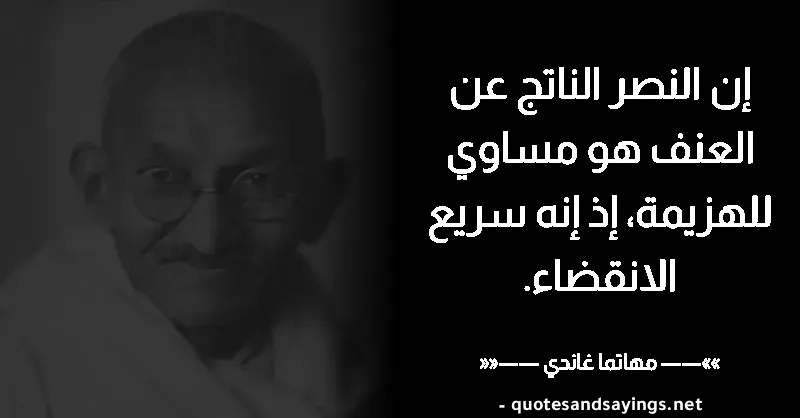 إن النصر الناتج عن
العنف هو مساوي
للهزيمة، إذ إنه سريع
الانقضاء.
»»—— مهاتما غاندي ——««
- quotesandsayings.net